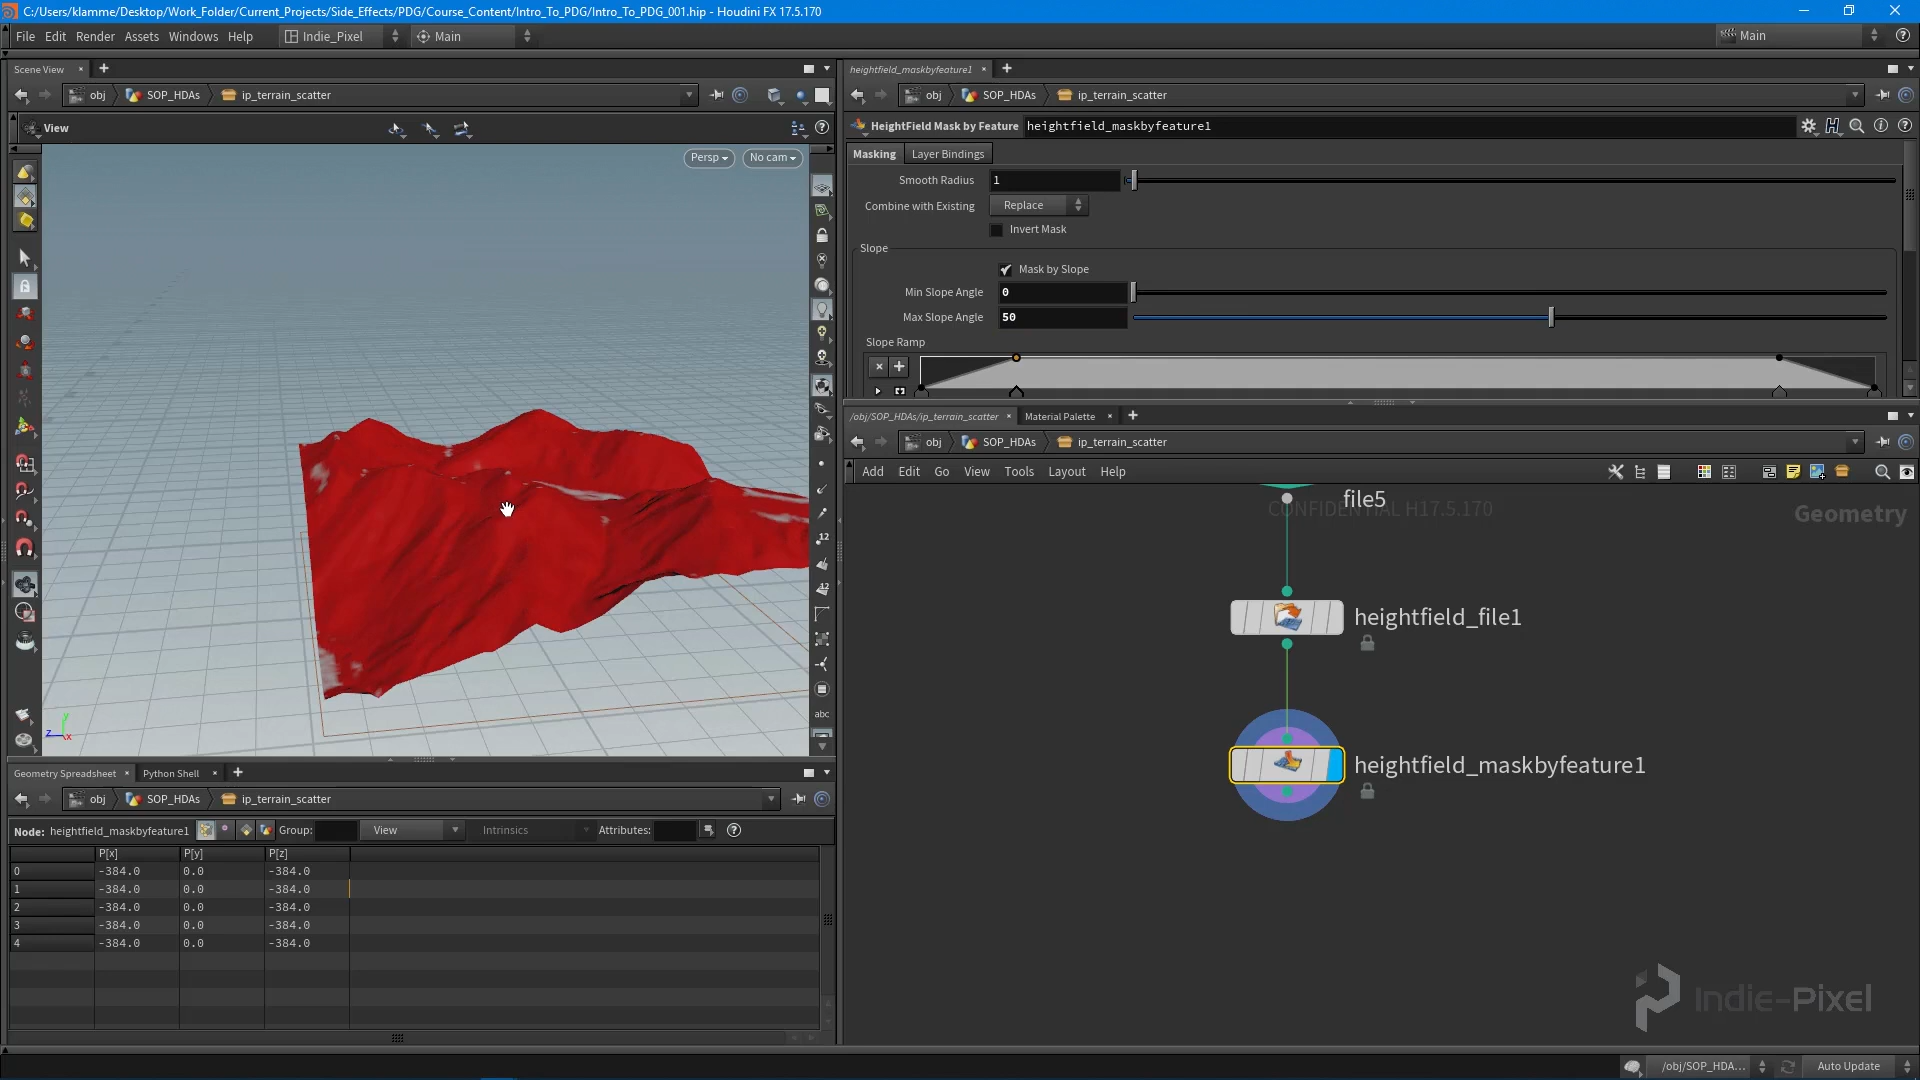 C:/Users/klamme/Desktop/Work_Folder/Current_Projects/Side_Effects/PDG/Course_Content/Intro_To_PDG/Intro_To_PDG_001.hip - Houdini FX 17.5.170
File Edit Render Assets Windows Help Indie_Pixel Main Main
Scene View
obj SOP_HDAs ip_terrain_scatter
View
Persp No cam
12
12
abc
z y x
heightfield_maskbyfeature1
obj SOP_HDAs ip_terrain_scatter
HeightField Mask by Feature heightfield_maskbyfeature1
Masking Layer Bindings
Smooth Radius 1
Combine with Existing Replace
Invert Mask
Slope
Mask by Slope
Min Slope Angle 0
Max Slope Angle 50
Slope Ramp
/obj/SOP_HDAs/ip_terrain_scatter Material Palette
obj SOP_HDAs ip_terrain_scatter
Add Edit Go View Tools Layout Help
file5
CONFIDENTIAL H17.5.170
Geometry
heightfield_file1
heightfield_maskbyfeature1
Indie-Pixel
Geometry Spreadsheet Python Shell
obj SOP_HDAs ip_terrain_scatter
Node: heightfield_maskbyfeature1 Group: View Intrinsics Attributes:
P[x] P[y] P[z]
0 -384.0 0.0 -384.0
1 -384.0 0.0 -384.0
2 -384.0 0.0 -384.0
3 -384.0 0.0 -384.0
4 -384.0 0.0 -384.0
/obj/SOP_HDA... Auto Update